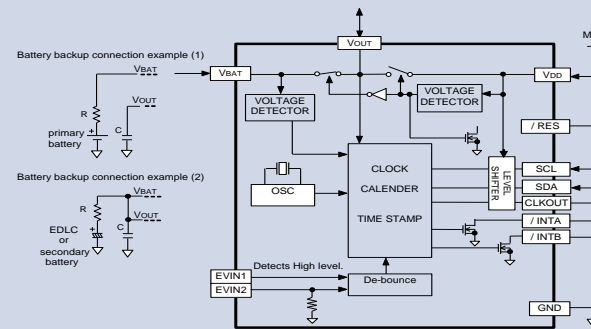 M
VOUT
Battery backup connection example (1)
VBAT
VBAT
VDD
R
VOUT
C
+
primary
battery
VOLTAGE
DETECTOR
VOLTAGE
DETECTOR
/ RES
Battery backup connection example (2)
VBAT
R
VOUT
C
+
EDLC
or
secondary
battery
OSC
CLOCK
CALENDER
TIME STAMP
LEVEL
SHIFTER
SCL
SDA
CLKOUT
/ INTA
/ INTB
Detects High level.
EVIN1
EVIN2
De-bounce
GND